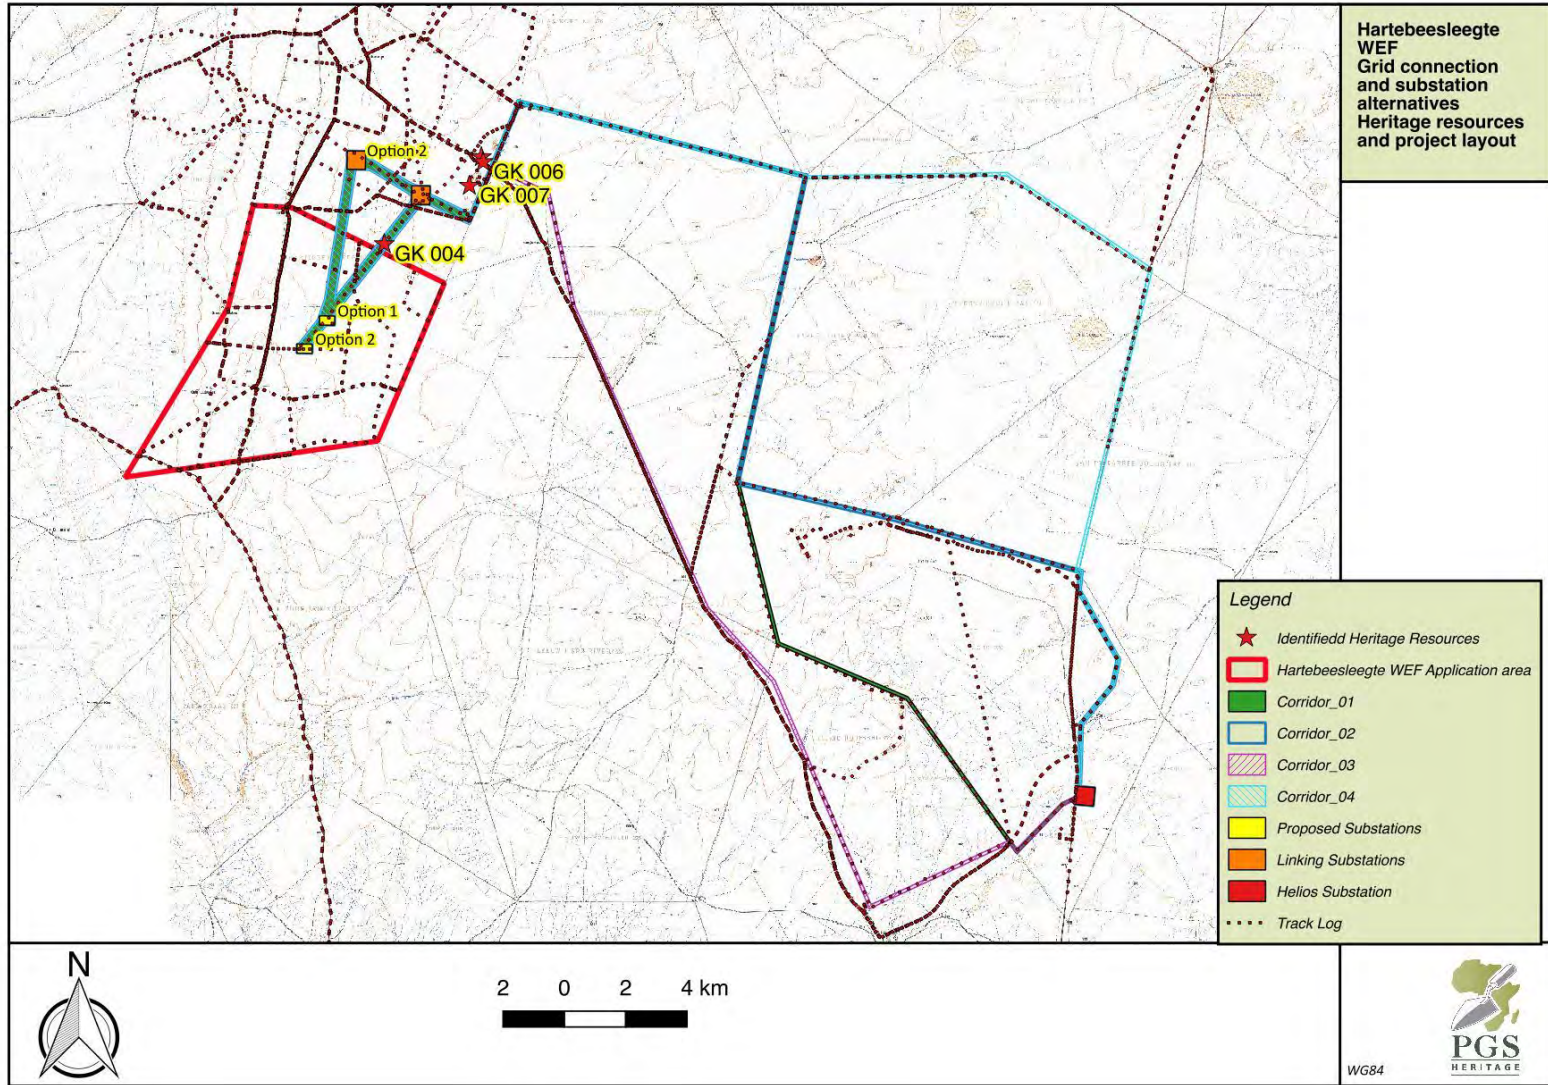 Hartebeesleegte
WEF
Grid connection
and substation
alternatives
Heritage resources
and project layout
Option 2
GK 006
GK 007
GK 004
Option 1
Option 2
Legend
Identifiedd Heritage Resources
Hartebeesleegte WEF Application area
Corridor_01
Corridor_02
Corridor_03
Corridor_04
Proposed Substations
Linking Substations
Helios Substation
Track Log
N
2 0 2 4 km
WG84
PGS
HERITAGE